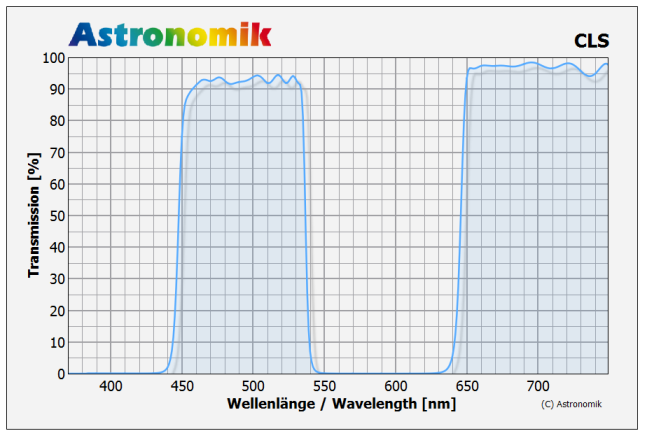 Astronomik
CLS
100
90
80
70
60
50
40
30
20
10
0
Transmission [%]
400 450 500 550 600 650 700
Wellenlänge / Wavelength [nm]
(C) Astronomik